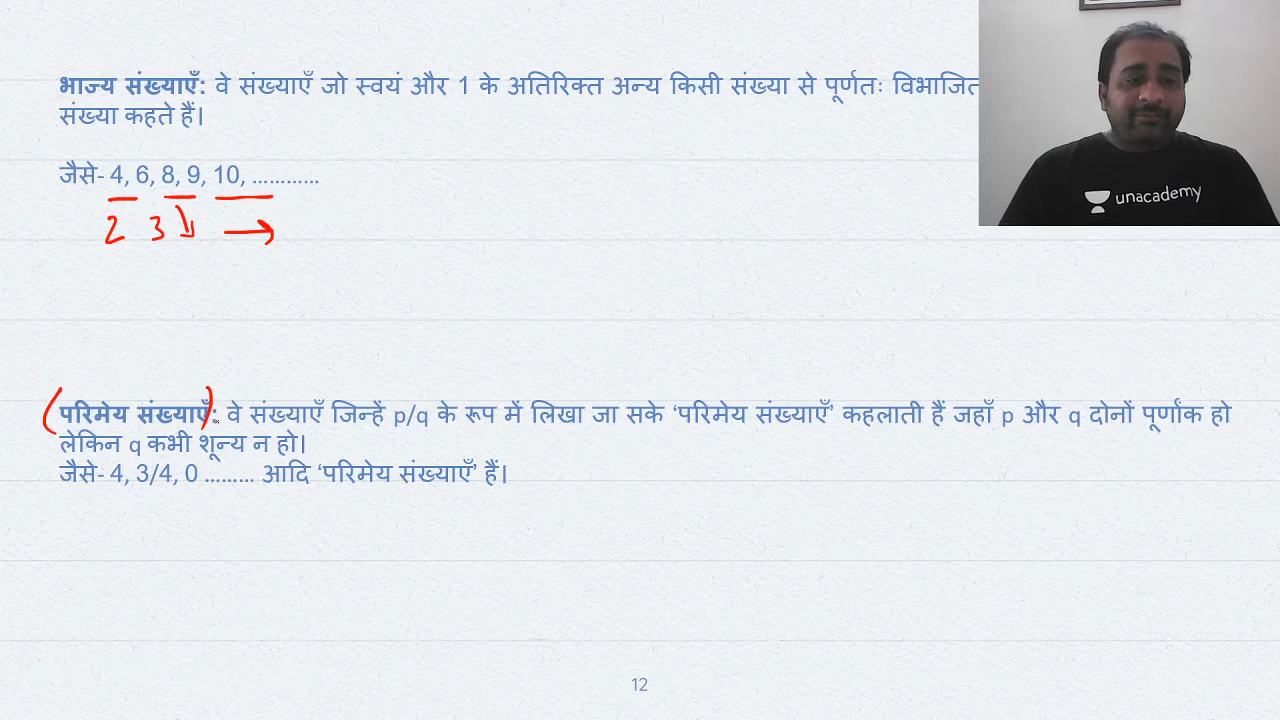 भाज्य संख्याएँ: वे संख्याएँ जो स्वयं और 1 के अतिरिक्त अन्य किसी संख्या से पूर्णतः विभाजित
संख्या कहते हैं।
जैसे- 4, 6, 8, 9, 10, …………
2 3
परिमेय संख्याएँ: वे संख्याएँ जिन्हें p/q के रूप में लिखा जा सके ‘परिमेय संख्याएँ’ कहलाती हैं जहाँ p और q दोनों पूर्णांक हो
लेकिन q कभी शून्य न हो।
जैसे- 4, 3/4, 0 ……… आदि ‘परिमेय संख्याएँ’ हैं।
12
unacademy